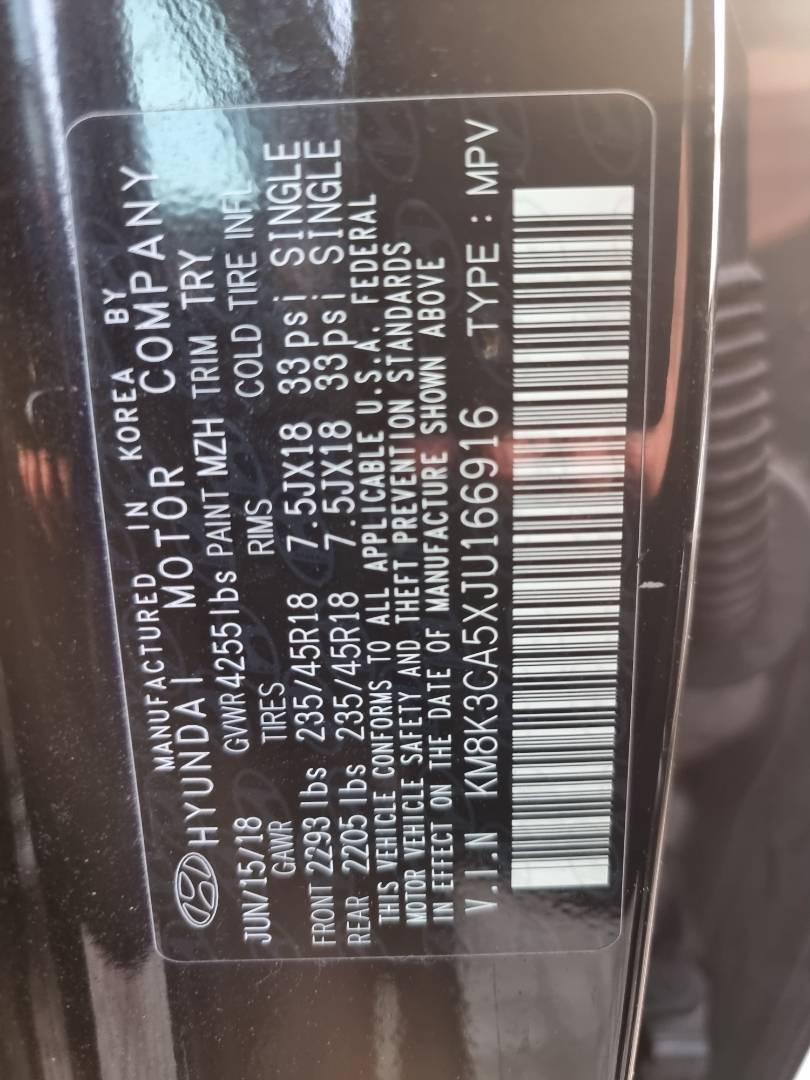 MANUFACTURED IN KOREA BY
HYUNDAI MOTOR COMPANY
JUN/15/18 GVWR 4255 lbs PAINT MZH TRIM TRY
GAWR TIRES RIMS COLD TIRE INFL
FRONT 2293 lbs 235/45R18 7.5JX18 33psi SINGLE
REAR 2205 lbs 235/45R18 7.5JX18 33psi SINGLE
THIS VEHICLE CONFORMS TO ALL APPLICABLE U.S.A. FEDERAL
MOTOR VEHICLE SAFETY AND THEFT PREVENTION STANDARDS
IN EFFECT ON THE DATE OF MANUFACTURE SHOWN ABOVE
V.I.N KM8K3CA5XJU166916 TYPE : MPV